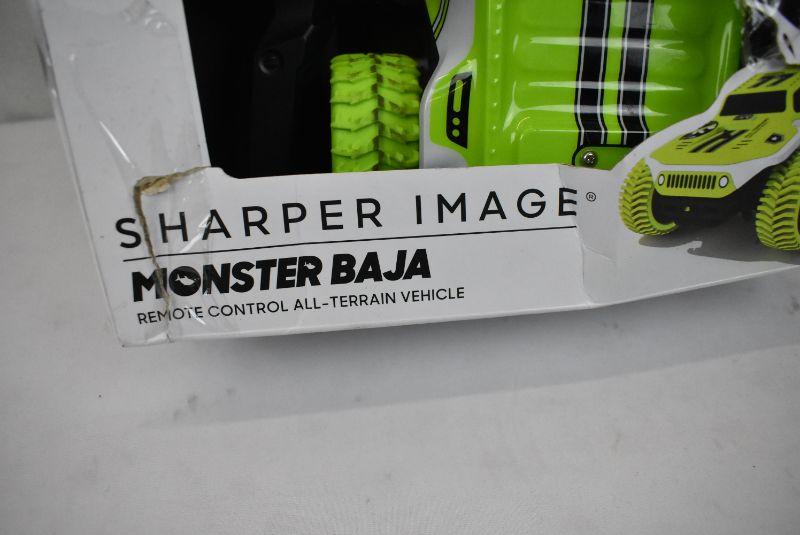 SHARPER IMAGE®
MONSTER BAJA
REMOTE CONTROL ALL-TERRAIN VEHICLE